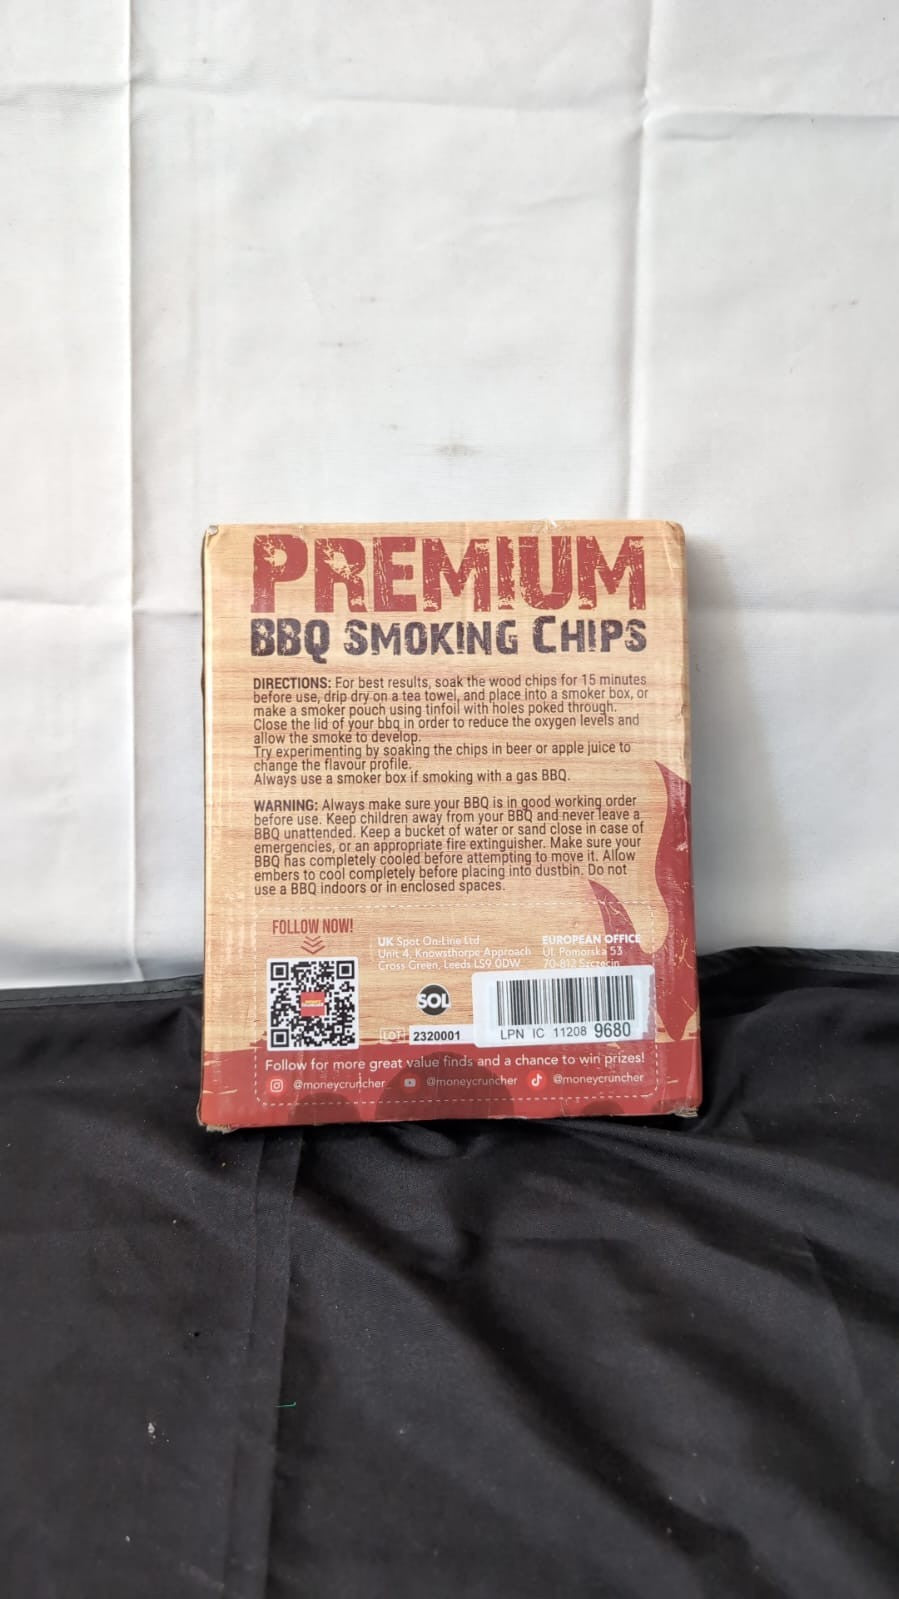 PREMIUM
BBQ SMOKING CHIPS
DIRECTIONS: For best results, soak the wood chips for 15 minutes
before use, drip dry on a tea towel, and place into a smoker box, or
make a smoker pouch using tinfoil with holes poked through.
Close the lid of your bbq in order to reduce the oxygen levels and
allow the smoke to develop.
Try experimenting by soaking the chips in beer or apple juice to
change the flavour profile.
Always use a smoker box if smoking with a gas BBQ.
WARNING: Always make sure your BBQ is in good working order
before use. Keep children away from your BBQ and never leave a
BBQ unattended. Keep a bucket of water or sand close in case of
emergencies, or an appropriate fire extinguisher. Make sure your
BBQ has completely cooled before attempting to move it. Allow
embers to cool completely before placing into dustbin. Do not
use a BBQ indoors or in enclosed spaces.
FOLLOW NOW!
UK Spot On-Line Ltd
Unit 4, Knowsthorpe Approach
Cross Green, Leeds LS9 0DW
EUROPEAN OFFICE
Ul. Pomorska 53
70-812 Szczecin
SOL
LOT 2320001
LPN IC 11208 9680
Follow for more great value finds and a chance to win prizes!
@moneycruncher @moneycruncher @moneycruncher